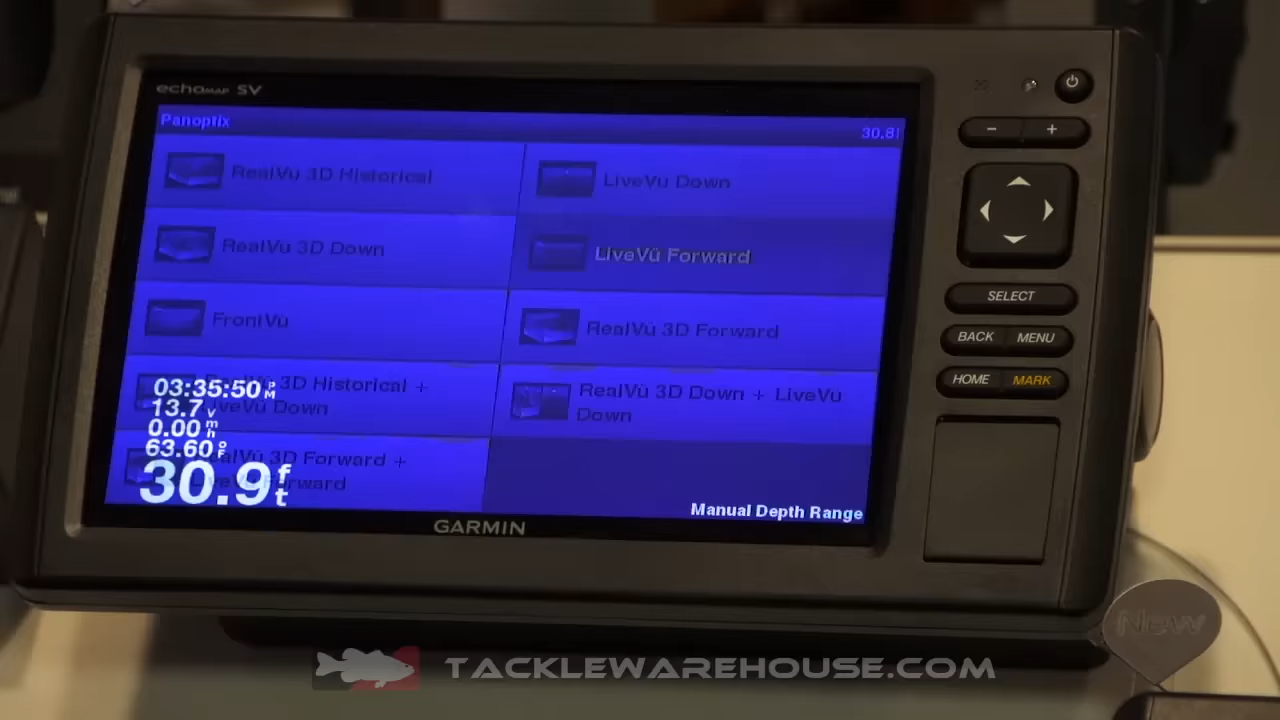 echomap SV
Panoptix
30.8f
RealVü 3D Historical
LiveVü Down
RealVü 3D Down
LiveVü Forward
FrontVü
RealVü 3D Forward
RealVü 3D Historical +
LiveVü Down
RealVü 3D Down + LiveVü
Down
RealVü 3D Forward +
LiveVü Forward
03:35:50 PM
13.7 v
0.00 mh
63.60 °F
30.9 ft
Manual Depth Range
GARMIN
- +
SELECT
BACK MENU
HOME MARK
New
TACKLEWAREHOUSE.COM